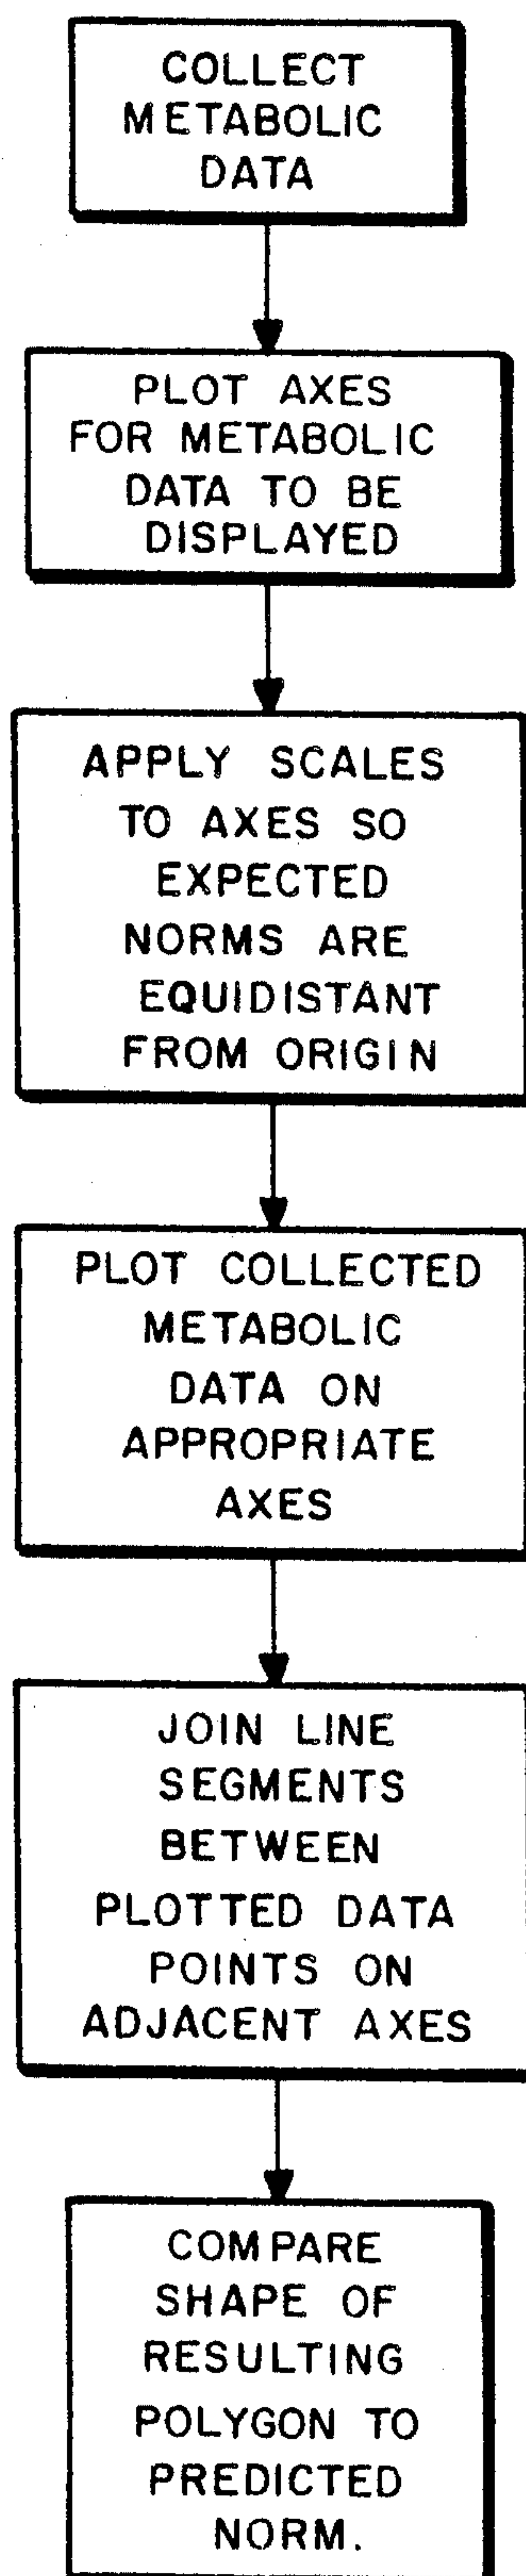 COLLECT
METABOLIC
DATA
PLOT AXES
FOR METABOLIC
DATA TO BE
DISPLAYED
APPLY SCALES
TO AXES SO
EXPECTED
NORMS ARE
EQUIDISTANT
FROM ORIGIN
PLOT COLLECTED
METABOLIC
DATA ON
APPROPRIATE
AXES
JOIN LINE
SEGMENTS
BETWEEN
PLOTTED DATA
POINTS ON
ADJACENT AXES
COMPARE
SHAPE OF
RESULTING
POLYGON TO
PREDICTED
NORM.